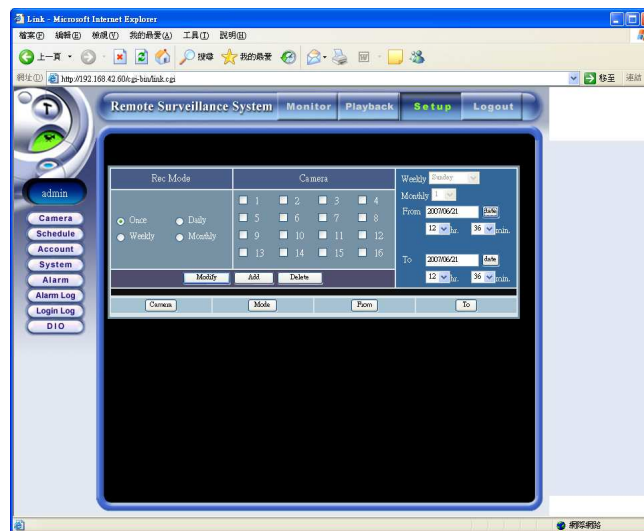 Link - Microsoft Internet Explorer
檔案(F) 編輯(E) 檢視(V) 我的最愛(A) 工具(T) 說明(H)
上一頁 搜尋 我的最愛
網址(D) http://192.168.42.60/cgi-bin/link.cgi 移至 連結
T Remote Surveillance System Monitor Playback Setup Logout
admin
Camera
Schedule
Account
System
Alarm
Alarm Log
Login Log
DIO
Rec Mode Camera
Once Daily
Weekly Monthly
1 2 3 4
5 6 7 8
9 10 11 12
13 14 15 16
Weekly Sunday
Monthly 1
From 2007/06/21 date
12 hr. 36 min.
To 2007/06/21 date
12 hr. 36 min.
Modify Add Delete
Camera Mode From To
網際網路